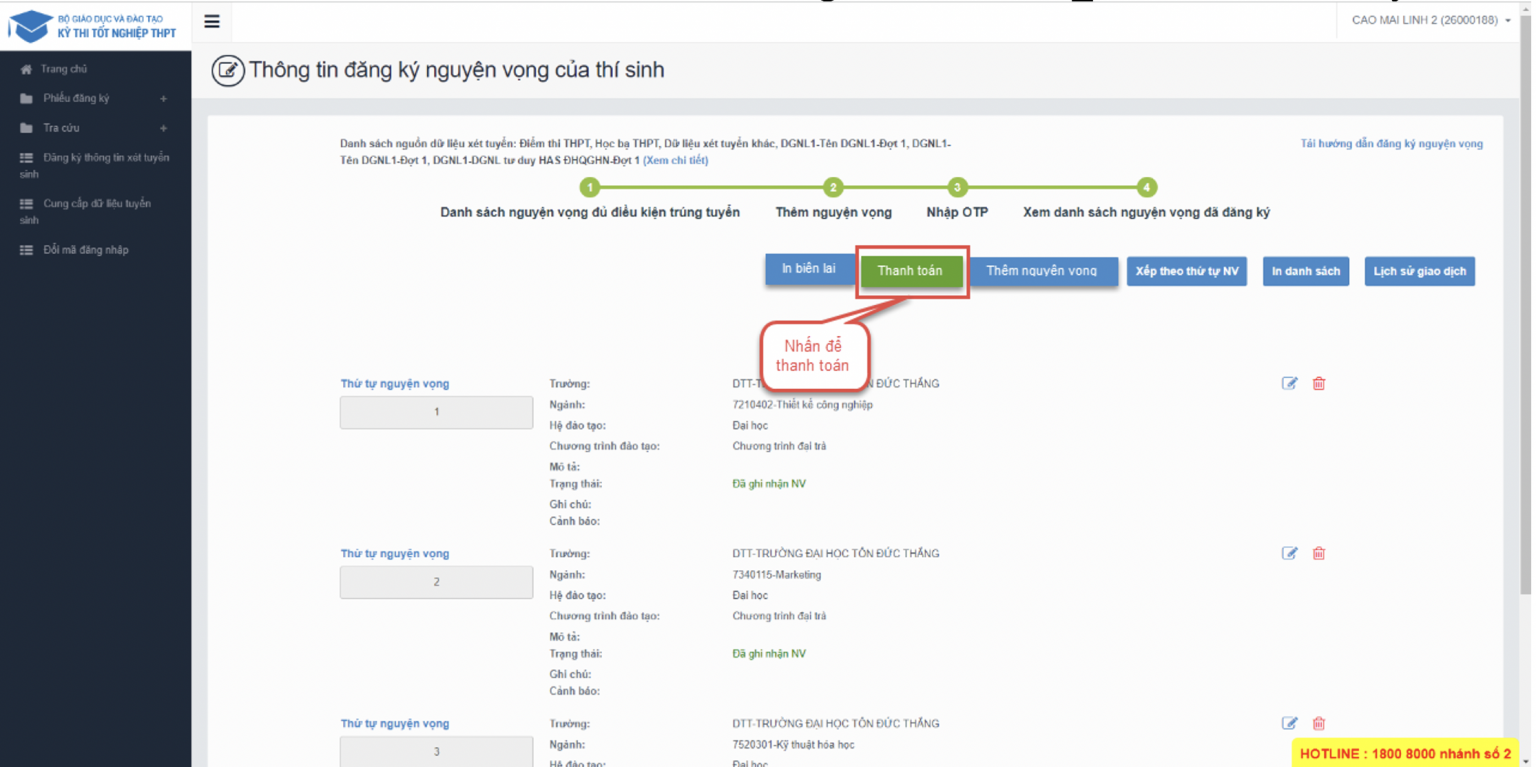 BỘ GIÁO DỤC VÀ ĐÀO TẠO
KỲ THI TỐT NGHIỆP THPT
CAO MAI LINH 2 (26000188)
Trang chủ
Phiếu đăng ký +
Tra cứu +
Đăng ký thông tin xét tuyển
sinh
Cung cấp dữ liệu tuyển
sinh
Đổi mã đăng nhập
Thông tin đăng ký nguyện vọng của thí sinh
Danh sách nguồn dữ liệu xét tuyển: Điểm thi THPT, Học bạ THPT, Dữ liệu xét tuyển khác, DGNL1-Tên DGNL1-Đợt 1, DGNL1-
Tên DGNL1-Đợt 1, DGNL1-DGNL tư duy HAS ĐHQGHN-Đợt 1 (Xem chi tiết)
Tải hướng dẫn đăng ký nguyện vọng
1 2 3 4
Danh sách nguyện vọng đủ điều kiện trúng tuyển Thêm nguyện vọng Nhập OTP Xem danh sách nguyện vọng đã đăng ký
In biên lai Thanh toán Thêm nguyện vọng Xếp theo thứ tự NV In danh sách Lịch sử giao dịch
Nhấn để
thanh toán
Thứ tự nguyện vọng
1
Trường: DTT-T N ĐỨC THẮNG
Ngành: 7210402-Thiết kế công nghiệp
Hệ đào tạo: Đại học
Chương trình đào tạo: Chương trình đại trà
Mô tả:
Trạng thái: Đã ghi nhận NV
Ghi chú:
Cảnh báo:
Thứ tự nguyện vọng
2
Trường: DTT-TRƯỜNG ĐẠI HỌC TÔN ĐỨC THẮNG
Ngành: 7340115-Marketing
Hệ đào tạo: Đại học
Chương trình đào tạo: Chương trình đại trà
Mô tả:
Trạng thái: Đã ghi nhận NV
Ghi chú:
Cảnh báo:
Thứ tự nguyện vọng
3
Trường: DTT-TRƯỜNG ĐẠI HỌC TÔN ĐỨC THẮNG
Ngành: 7520301-Kỹ thuật hóa học
Hệ đào tạo: Đại học
HOTLINE : 1800 8000 nhánh số 2